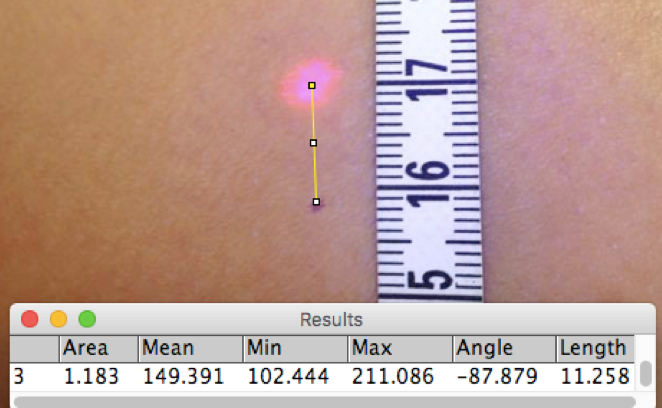 17
16
5
Results
Area Mean Min Max Angle Length
3 1.183 149.391 102.444 211.086 -87.879 11.258